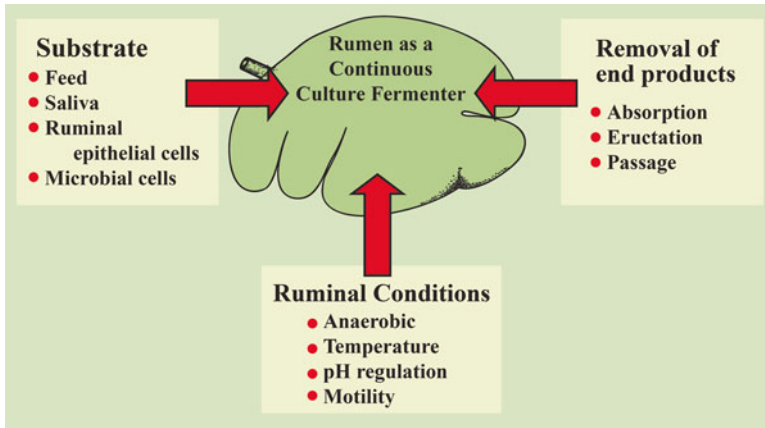 Substrate
● Feed
● Saliva
● Ruminal
epithelial cells
● Microbial cells
Rumen as a
Continuous
Culture Fermenter
Removal of
end products
● Absorption
● Eructation
● Passage
Ruminal Conditions
● Anaerobic
● Temperature
● pH regulation
● Motility